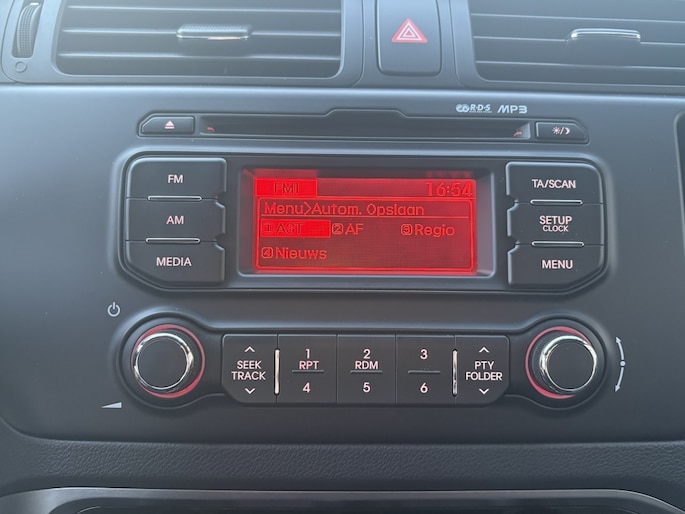 R·D·S MP3
FM
AM
MEDIA
FM1 16:54
Menu>Autom. Opslaan
1 AST 2 AF 3 Regio
4 Nieuws
TA/SCAN
SETUP
CLOCK
MENU
SEEK
TRACK
1
RPT
4
2
RDM
5
3
6
PTY
FOLDER